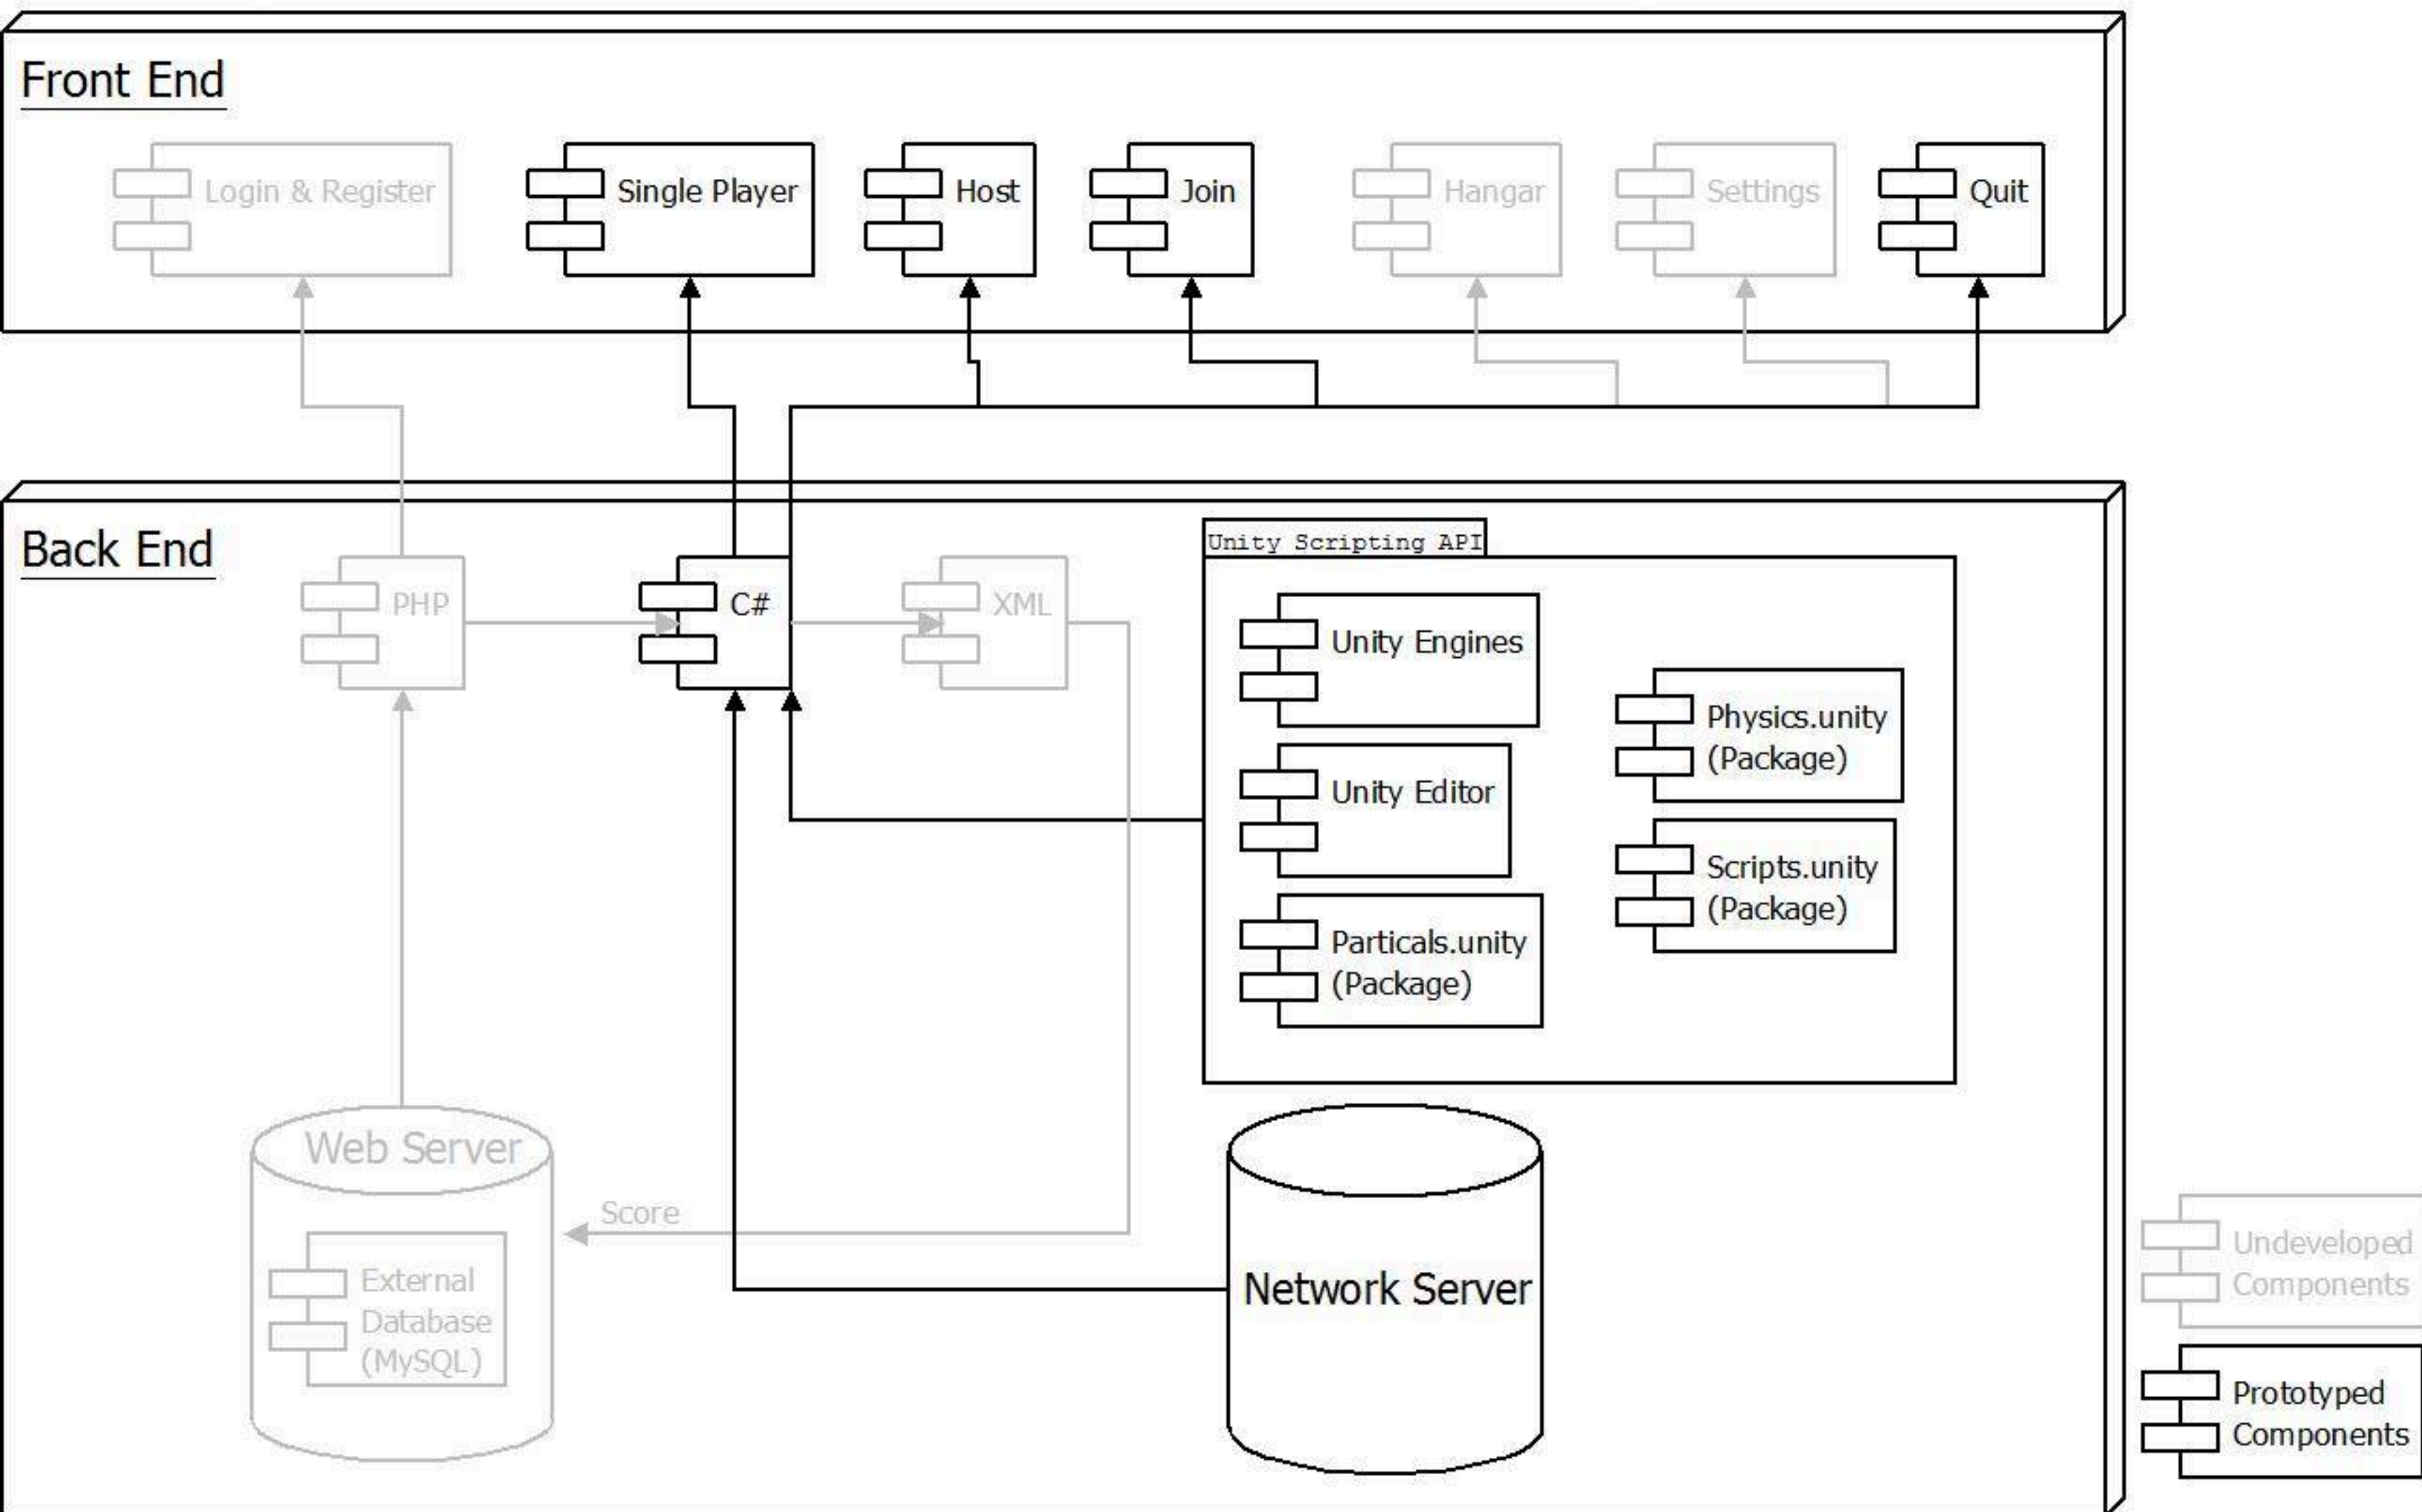 Front End
Login & Register
Single Player
Host
Join
Hangar
Settings
Quit
Back End
PHP
C#
XML
Unity Scripting API
Unity Engines
Unity Editor
Particals.unity
(Package)
Physics.unity
(Package)
Scripts.unity
(Package)
Web Server
Score
External
Database
(MySQL)
Network Server
Undeveloped
Components
Prototyped
Components